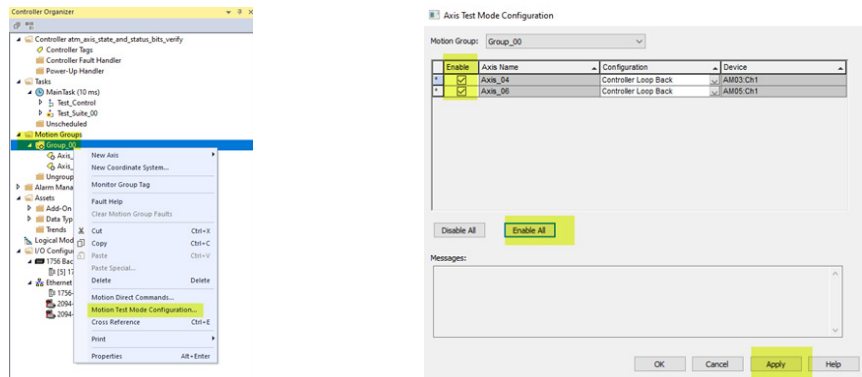 Controller Organizer
Controller atm_axis_state_and_status_bits_verify
Controller Tags
Controller Fault Handler
Power-Up Handler
Tasks
MainTask (10 ms)
Test_Control
Test_Suite_00
Unscheduled
Motion Groups
Group_00
Axis_
Axis_
Ungroup
Alarm Mana
Assets
Add-On
Data Typ
Trends
Logical Mod
I/O Configu
1756 Bac
[5] 17
Ethernet
1756-
2094-
2094-
New Axis
New Coordinate System...
Monitor Group Tag
Fault Help
Clear Motion Group Faults
Cut Ctrl+X
Copy Ctrl+C
Paste Ctrl+V
Paste Special...
Delete Delete
Motion Direct Commands...
Motion Test Mode Configuration...
Cross Reference Ctrl+E
Print
Properties Alt+Enter
Axis Test Mode Configuration
Motion Group: Group_00
Enable Axis Name Configuration Device
* Axis_04 Controller Loop Back AM03:Ch1
* Axis_06 Controller Loop Back AM05:Ch1
Disable All Enable All
Messages:
OK Cancel Apply Help